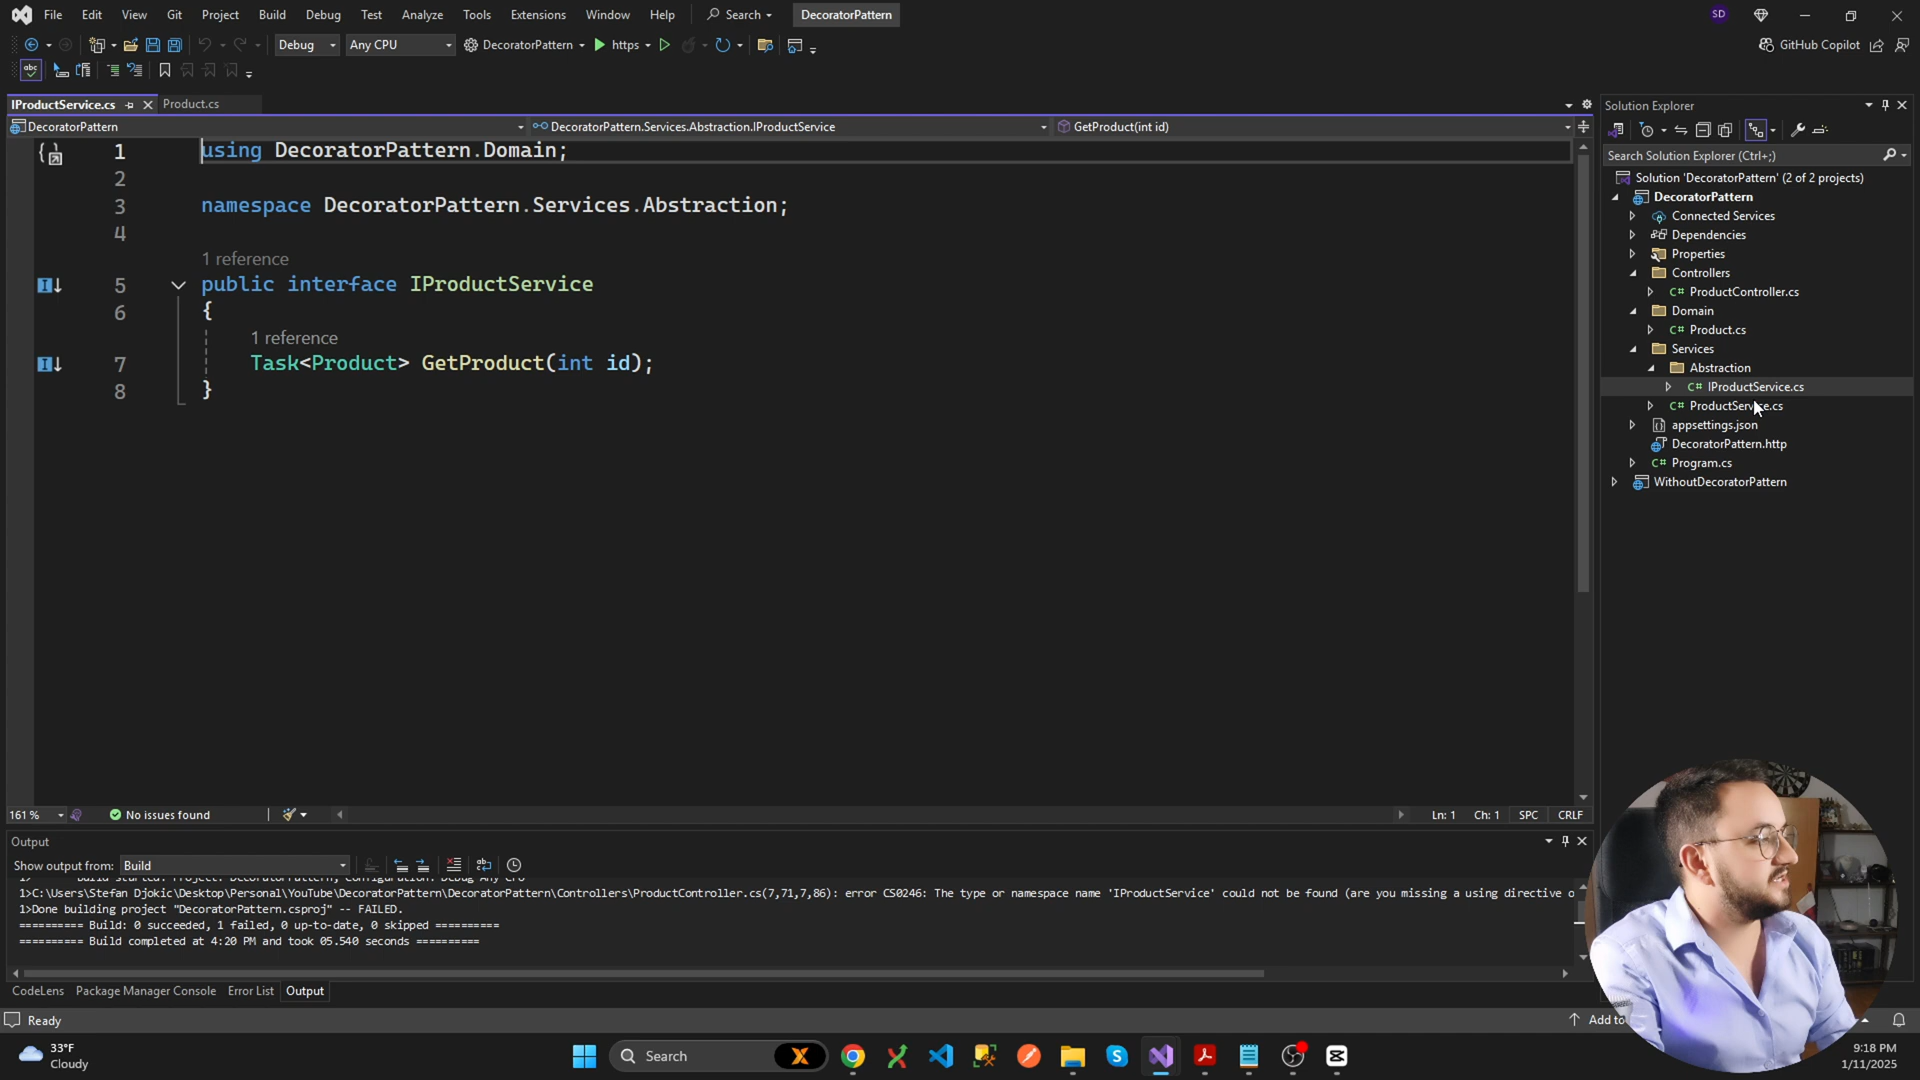 File Edit View Git Project Build Debug Test Analyze Tools Extensions Window Help Search DecoratorPattern SD
Debug Any CPU DecoratorPattern https GitHub Copilot
abc
IProductService.cs Product.cs
DecoratorPattern DecoratorPattern.Services.Abstraction.IProductService GetProduct(int id)
1 using DecoratorPattern.Domain;
2
3 namespace DecoratorPattern.Services.Abstraction;
4
1 reference
5 public interface IProductService
6 {
1 reference
7 Task<Product> GetProduct(int id);
8 }
161 % No issues found Ln: 1 Ch: 1 SPC CRLF
Solution Explorer
Search Solution Explorer (Ctrl+;)
Solution 'DecoratorPattern' (2 of 2 projects)
DecoratorPattern
Connected Services
Dependencies
Properties
Controllers
C# ProductController.cs
Domain
C# Product.cs
Services
Abstraction
C# IProductService.cs
C# ProductService.cs
appsettings.json
DecoratorPattern.http
C# Program.cs
WithoutDecoratorPattern
Output
Show output from: Build
1>C:\Users\Stefan Djokic\Desktop\Personal\YouTube\DecoratorPattern\DecoratorPattern\Controllers\ProductController.cs(7,71,7,86): error CS0246: The type or namespace name 'IProductService' could not be found (are you missing a using directive o
1>Done building project "DecoratorPattern.csproj" -- FAILED.
========== Build: 0 succeeded, 1 failed, 0 up-to-date, 0 skipped ==========
========== Build completed at 4:20 PM and took 05.540 seconds ==========
CodeLens Package Manager Console Error List Output
Ready Add to
33°F
Cloudy
Search
9:18 PM
1/11/2025